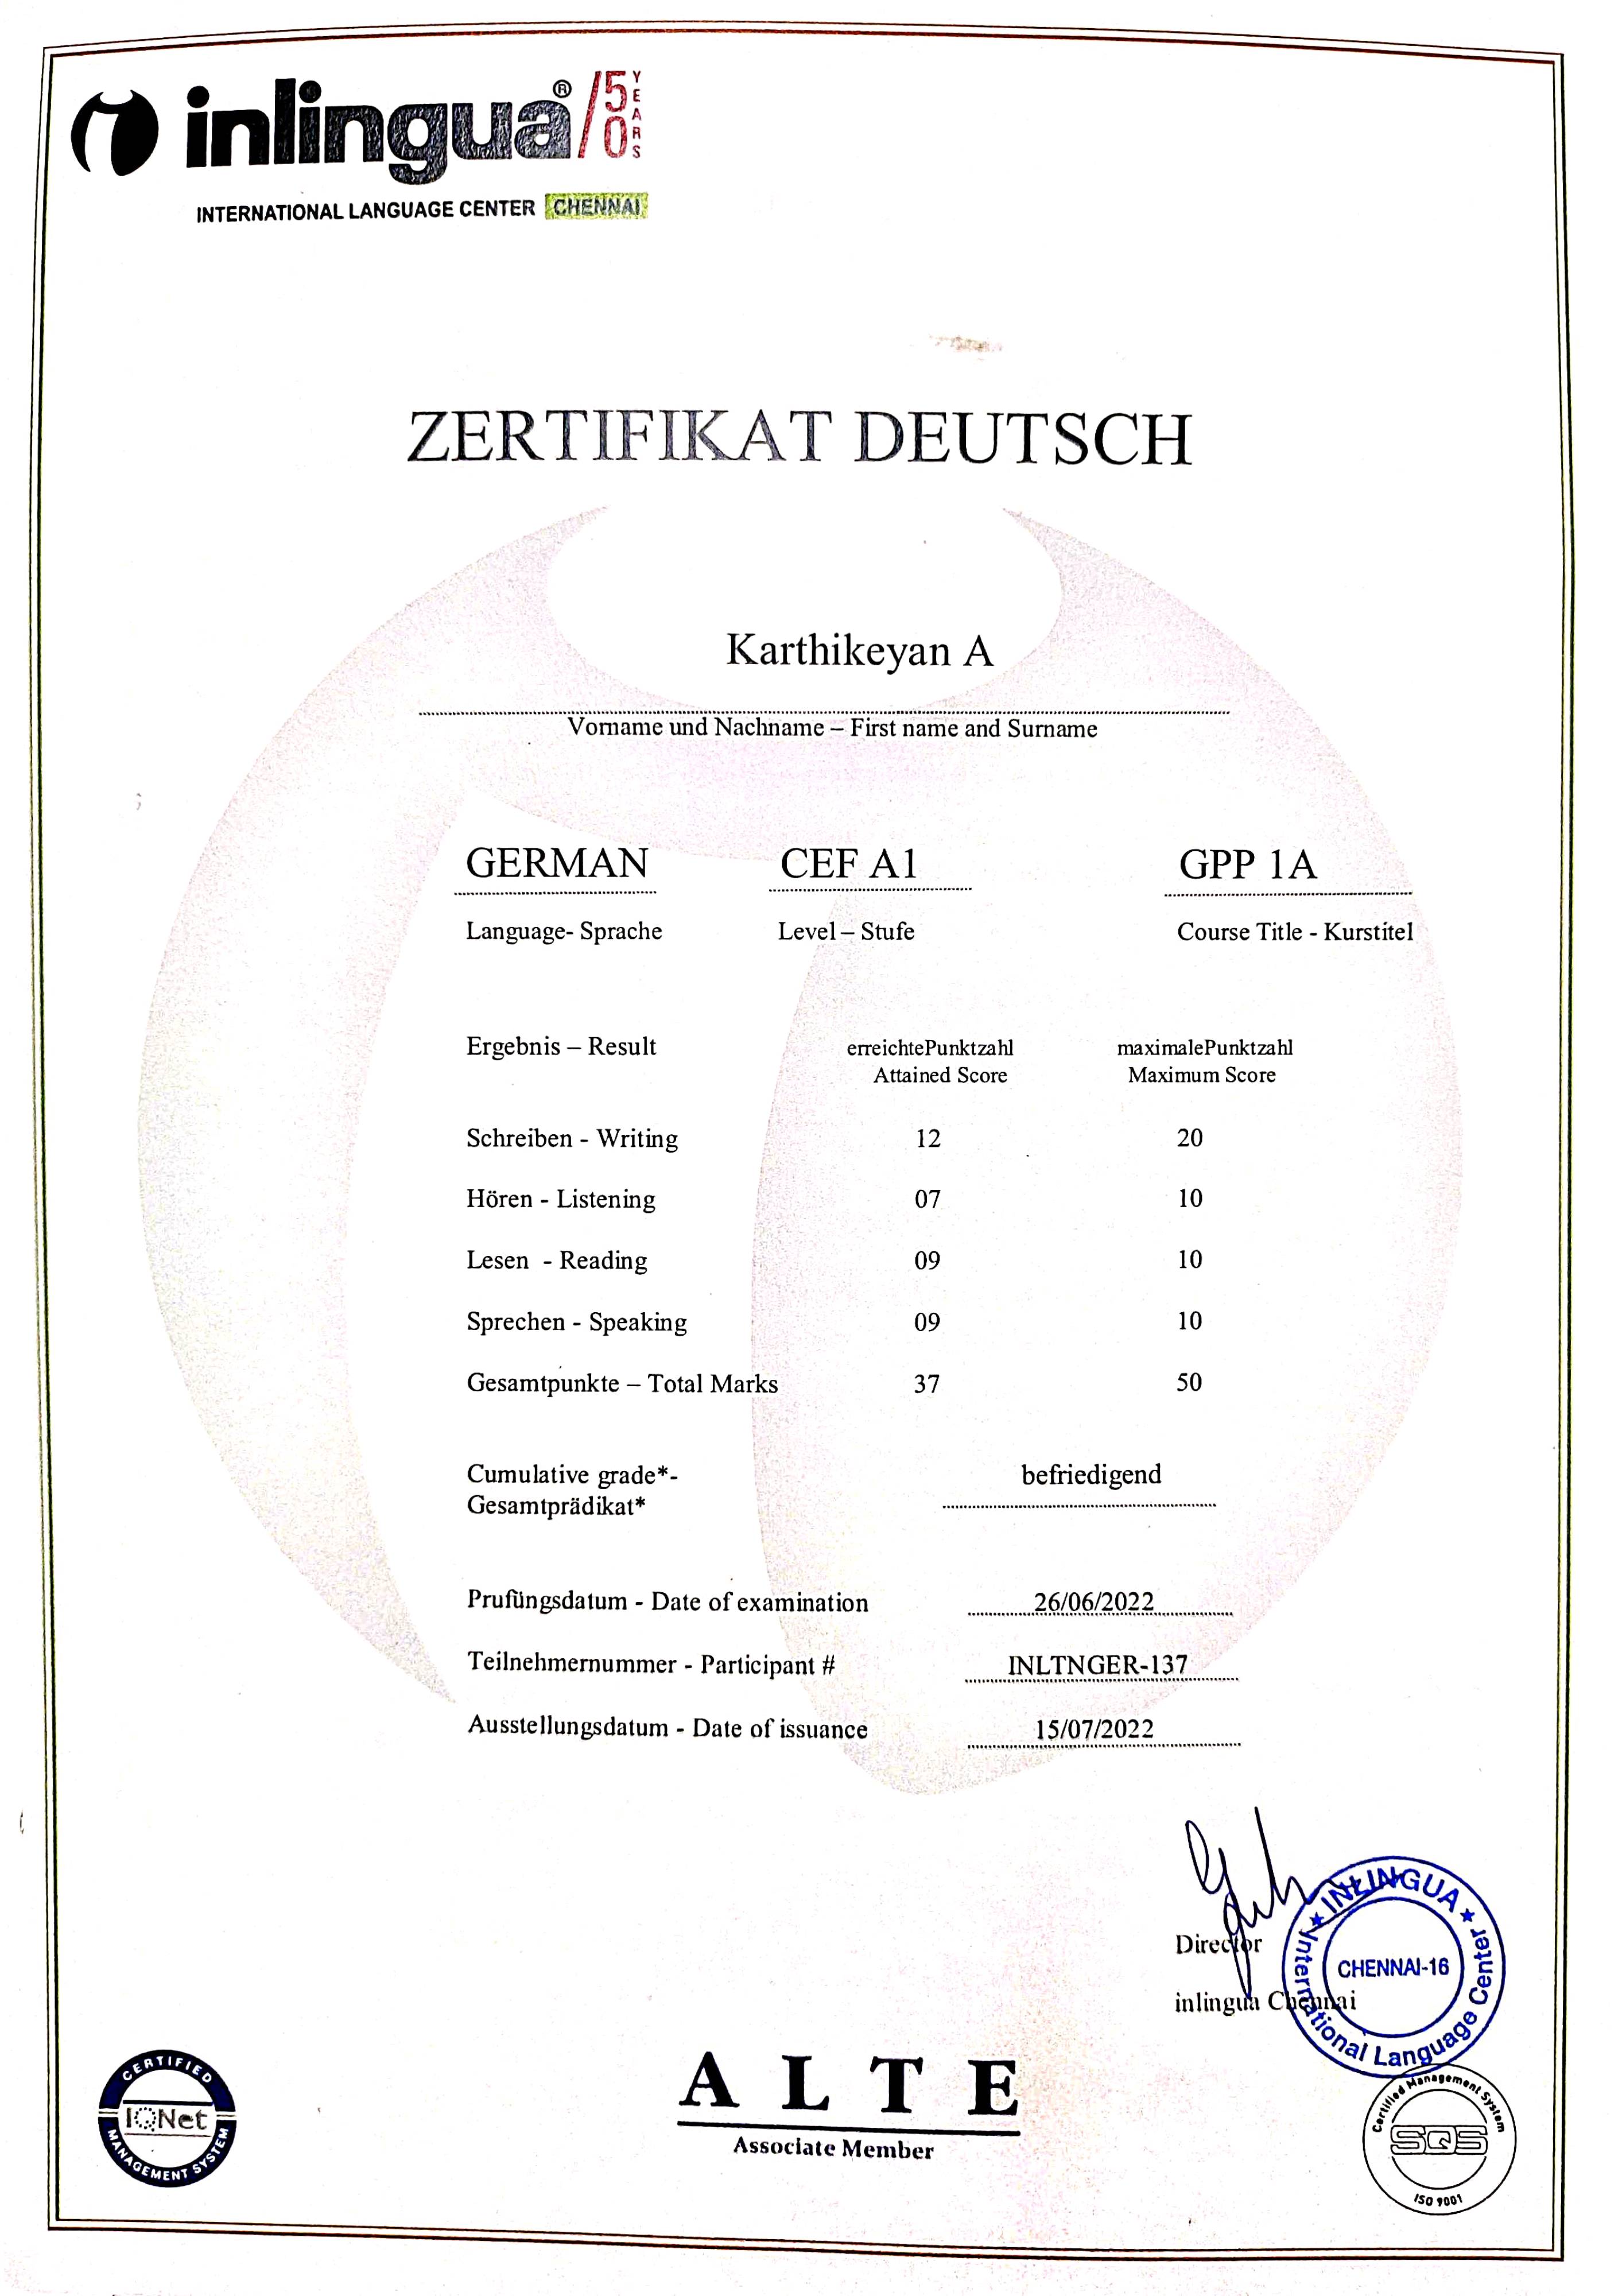 inlingua® /50 YEARS
INTERNATIONAL LANGUAGE CENTER CHENNAI
ZERTIFIKAT DEUTSCH
Karthikeyan A
Vorname und Nachname – First name and Surname
GERMAN CEF A1 GPP 1A
Language- Sprache Level – Stufe Course Title - Kurstitel
Ergebnis – Result erreichtePunktzahl maximalePunktzahl
Attained Score Maximum Score
Schreiben - Writing 12 20
Hören - Listening 07 10
Lesen - Reading 09 10
Sprechen - Speaking 09 10
Gesamtpunkte – Total Marks 37 50
Cumulative grade*- befriedigend
Gesamtprädikat*
Prufüngsdatum - Date of examination 26/06/2022
Teilnehmernummer - Participant # INLTNGER-137
Ausstellungsdatum - Date of issuance 15/07/2022
Director
inlingua Chennai
INLINGUA
International Language Center
CHENNAI-16
ALTE
Associate Member
CERTIFIED
IQNet
MANAGEMENT SYSTEM
Certified Management System
SQS
ISO 9001